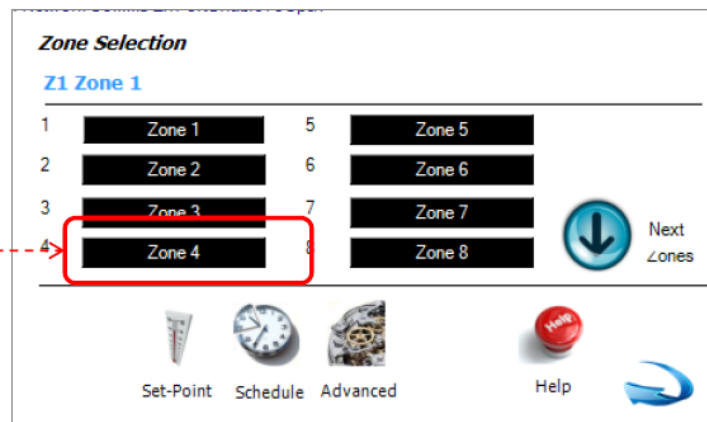 Zone Selection
Z1 Zone 1
1 Zone 1 5 Zone 5
2 Zone 2 6 Zone 6
3 Zone 3 7 Zone 7
4 Zone 4 8 Zone 8
Next
Zones
Set-Point Schedule Advanced Help
Help